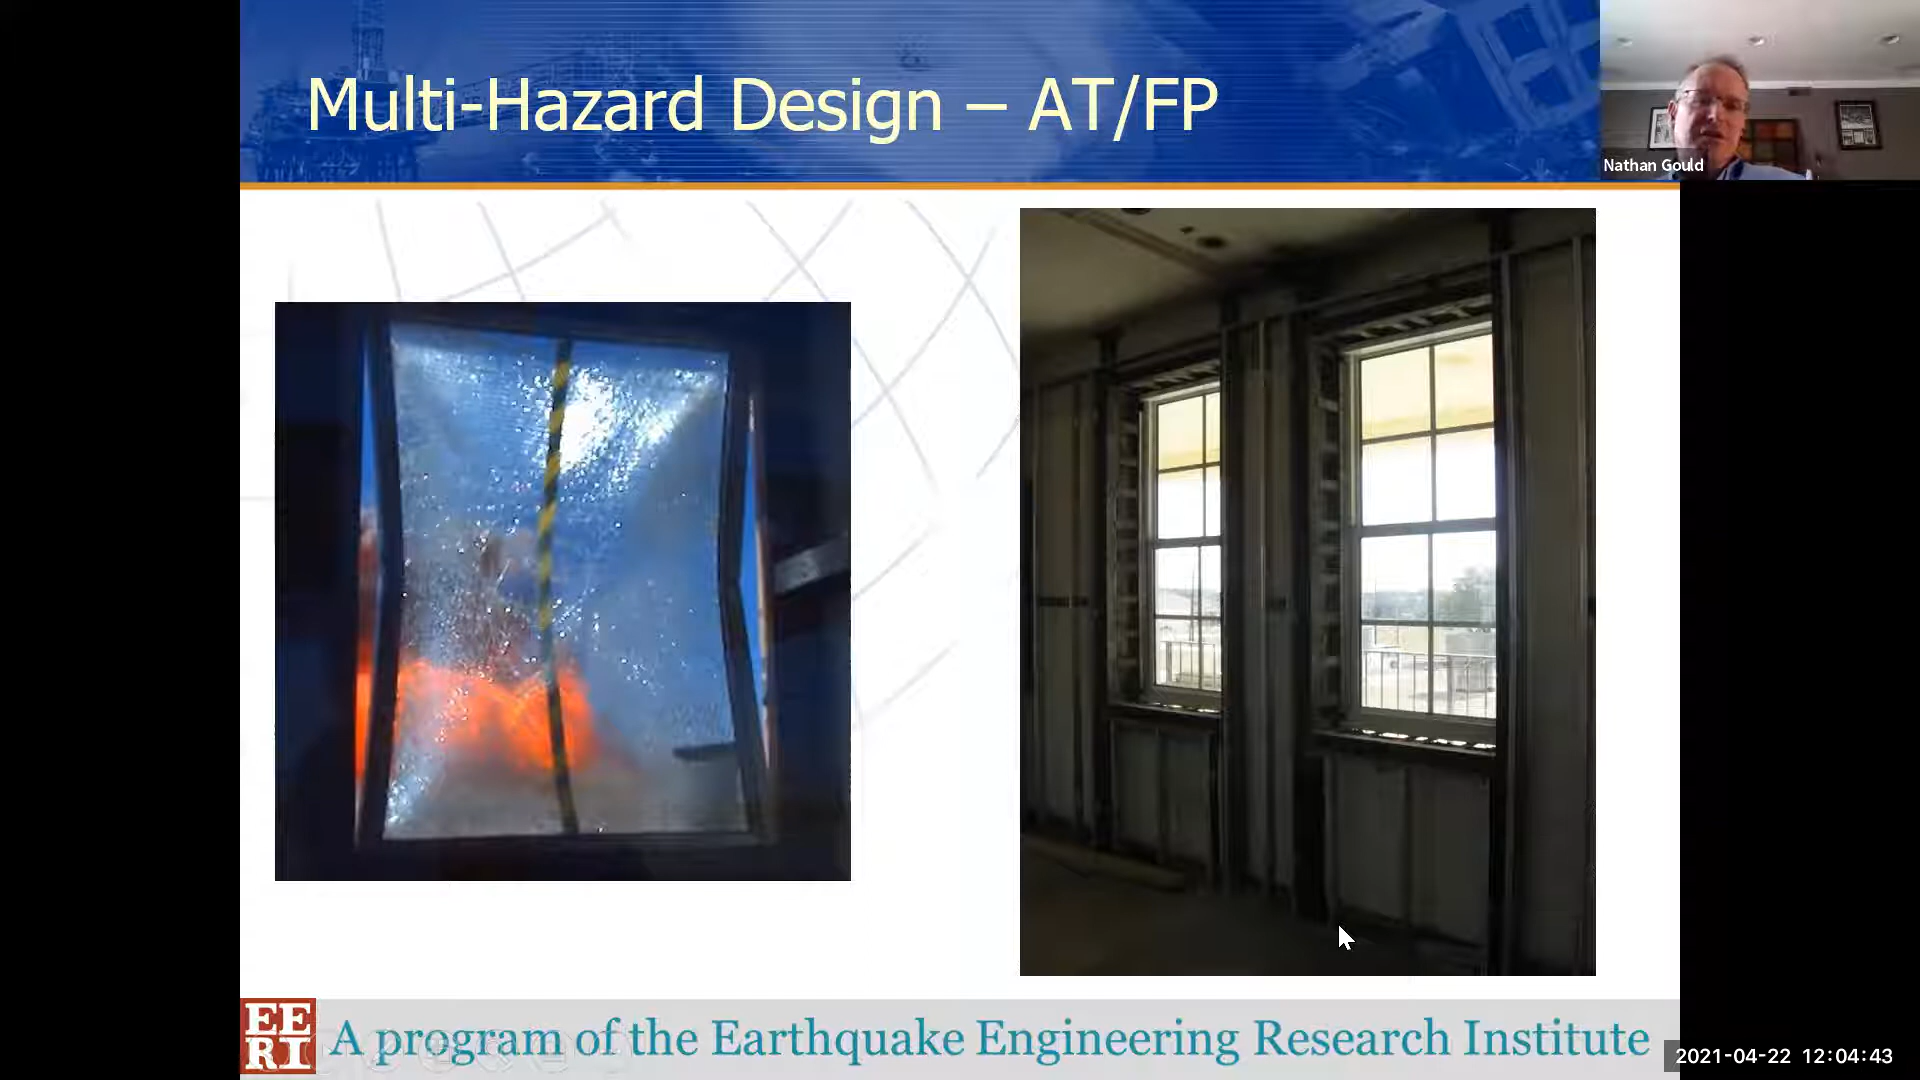 Multi-Hazard Design – AT/FP
Nathan Gould
EE
RI
A program of the Earthquake Engineering Research Institute
2021-04-22 12:04:43